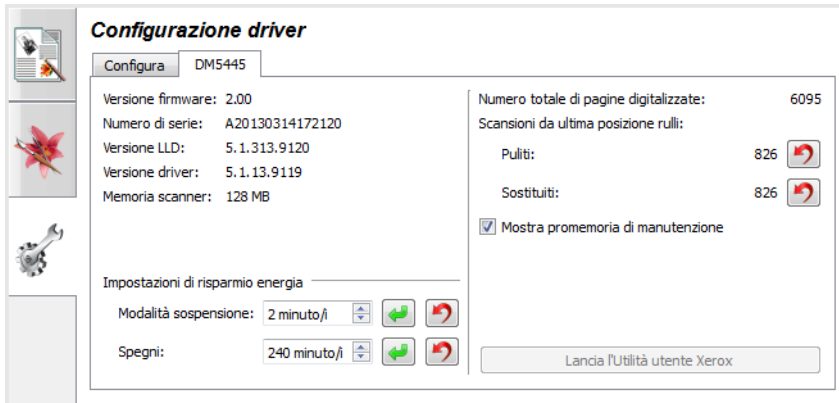 Configurazione driver
Configura DM5445
Versione firmware: 2.00
Numero di serie: A20130314172120
Versione LLD: 5.1.313.9120
Versione driver: 5.1.13.9119
Memoria scanner: 128 MB
Impostazioni di risparmio energia
Modalità sospensione: 2 minuto/i
Spegni: 240 minuto/i
Numero totale di pagine digitalizzate: 6095
Scansioni da ultima posizione rulli:
Puliti: 826
Sostituiti: 826
Mostra promemoria di manutenzione
Lancia l'Utilità utente Xerox